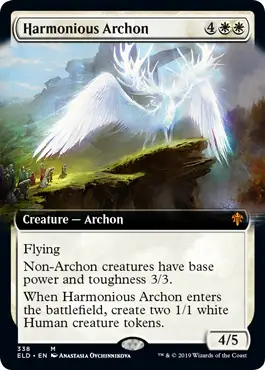 Harmonious Archon 4
Creature — Archon
Flying
Non-Archon creatures have base
power and toughness 3/3.
When Harmonious Archon enters
the battlefield, create two 1/1 white
Human creature tokens.
4/5
338 M
ELD • EN ANASTASIA OVCHINNIKOVA ™ & © 2019 Wizards of the Coast